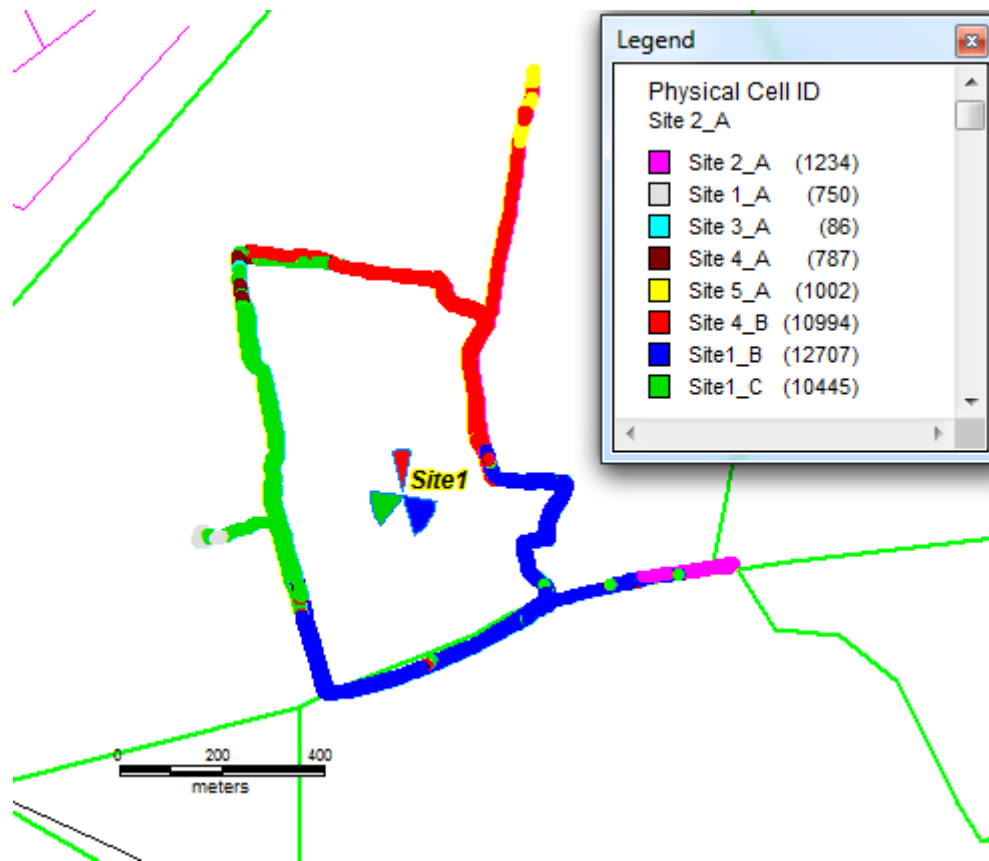 Legend
Physical Cell ID
Site 2_A
Site 2_A (1234)
Site 1_A (750)
Site 3_A (86)
Site 4_A (787)
Site 5_A (1002)
Site 4_B (10994)
Site1_B (12707)
Site1_C (10445)
Site1
0 200 400
meters